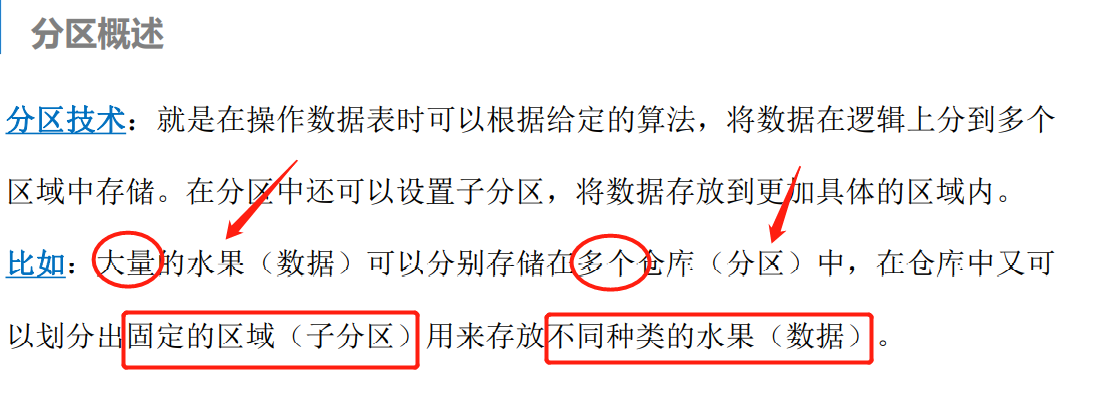 分区概述
分区技术：就是在操作数据表时可以根据给定的算法，将数据在逻辑上分到多个
区域中存储。在分区中还可以设置子分区，将数据存放到更加具体的区域内。
比如：大量的水果（数据）可以分别存储在多个仓库（分区）中，在仓库中又可
以划分出固定的区域（子分区）用来存放不同种类的水果（数据）。